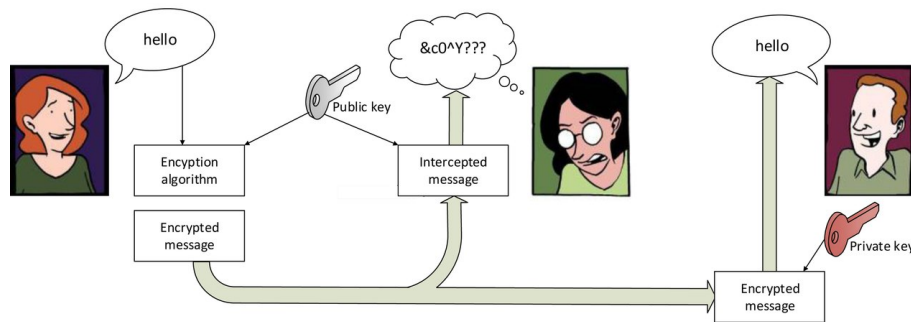 hello
&c0^Y???
hello
Public key
Encyption
algorithm
Intercepted
message
Encrypted
message
Private key
Encrypted
message